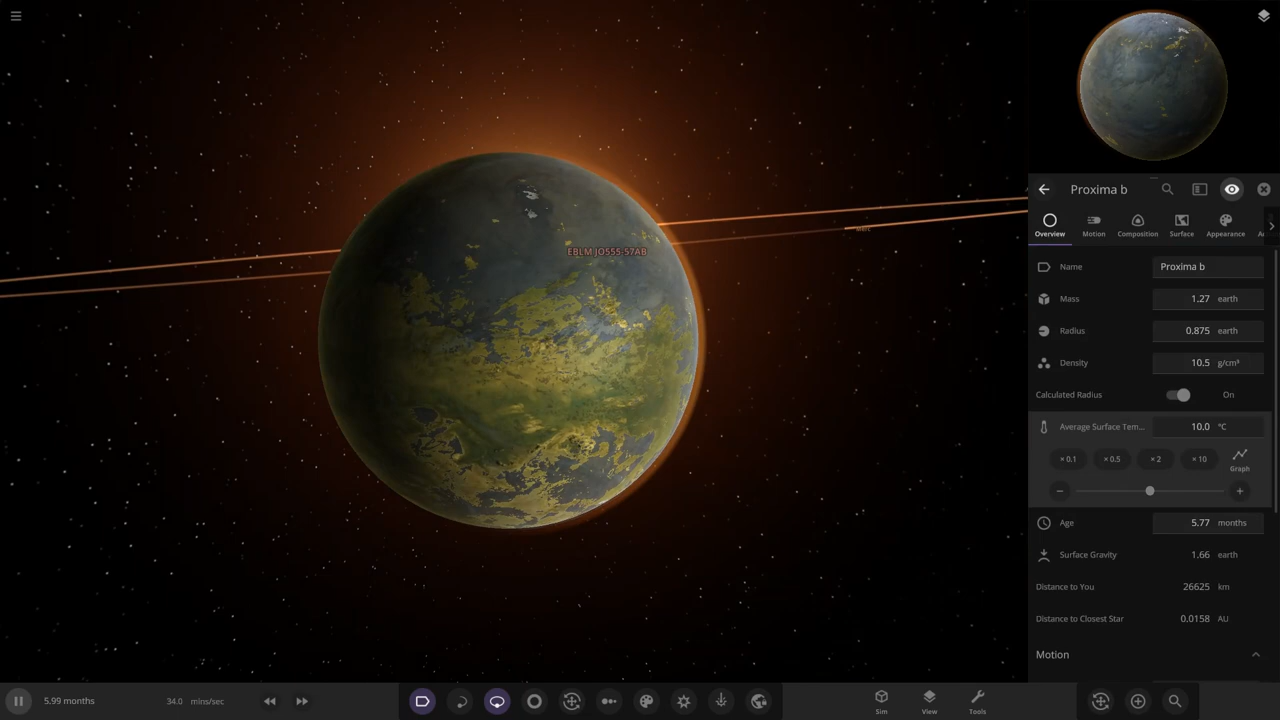 Proxima b
Overview
Motion
Composition
Surface
Appearance
EBLM J0555-57AB
Name Proxima b
Mass 1.27 earth
Radius 0.875 earth
Density 10.5 g/cm³
Calculated Radius On
Average Surface Tem... 10.0 °C
× 0.1 × 0.5 × 2 × 10 Graph
Age 5.77 months
Surface Gravity 1.66 earth
Distance to You 26625 km
Distance to Closest Star 0.0158 AU
Motion
5.99 months 34.0 mins/sec
Sim View Tools